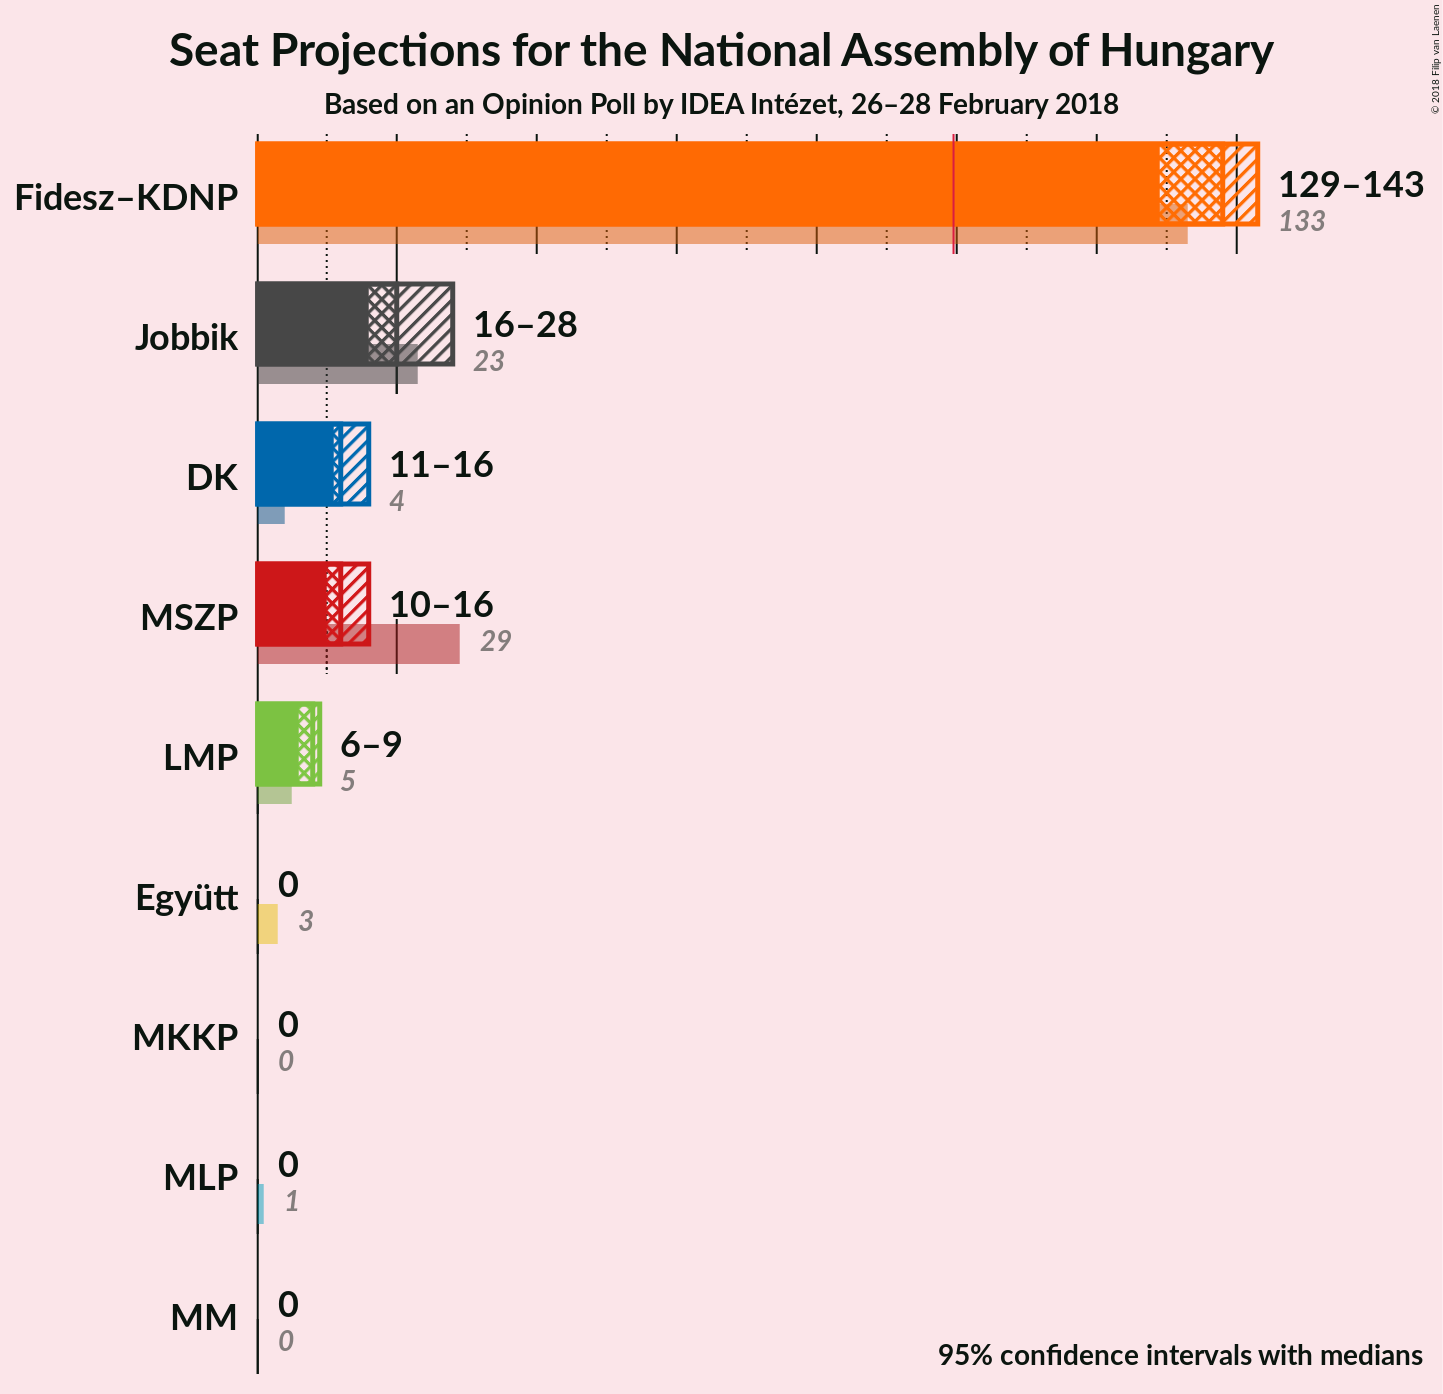 Seat Projections for the National Assembly of Hungary
Based on an Opinion Poll by IDEA Intézet, 26–28 February 2018
© 2018 Filip van Laenen
Fidesz–KDNP
129–143
133
Jobbik
16–28
23
DK
11–16
4
MSZP
10–16
29
LMP
6–9
5
Együtt
0
3
MKKP
0
0
MLP
0
1
MM
0
0
95% confidence intervals with medians